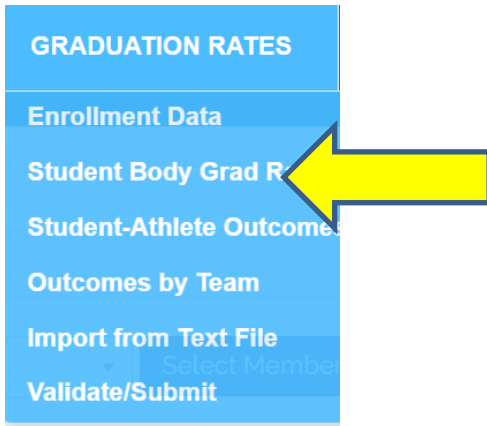 GRADUATION RATES
Enrollment Data
Student Body Grad
Student-Athlete Outcomes
Outcomes by Team
Import from Text File
Select Member
Validate/Submit